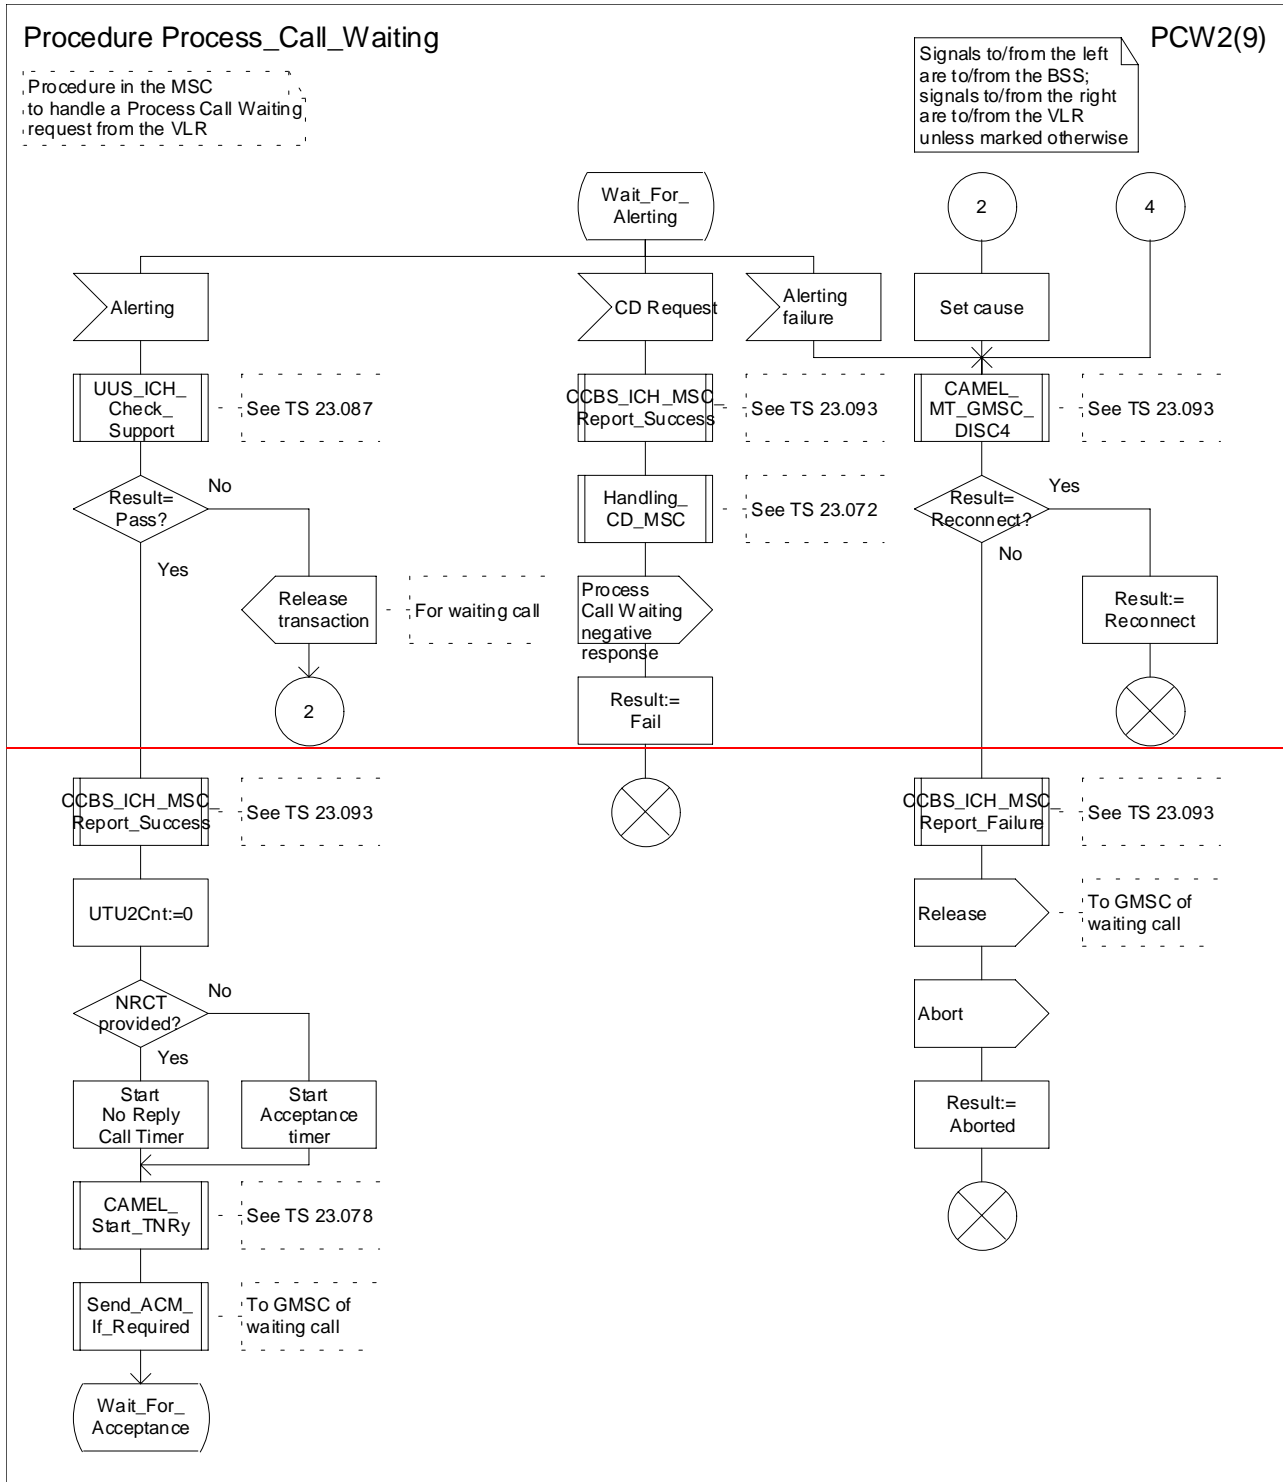 Procedure Process_Call_Waiting
PCW2(9)
Procedure in the MSC
to handle a Process Call Waiting
request from the VLR
Signals to/from the left
are to/from the BSS;
signals to/from the right
are to/from the VLR
unless marked otherwise
Wait_For_
Alerting
2
4
Alerting
CD Request
Alerting
failure
Set cause
UUS_ICH_
Check_
Support
See TS 23.087
CCBS_ICH_MSC_
Report_Success
See TS 23.093
CAMEL_
MT_GMSC_
DISC4
See TS 23.093
Result=
Pass?
No
Yes
Handling_
CD_MSC
See TS 23.072
Result=
Reconnect?
Yes
No
Release
transaction
For waiting call
Process
Call Waiting
negative
response
Result:=
Reconnect
2
Result:=
Fail
CCBS_ICH_MSC_
Report_Success
See TS 23.093
CCBS_ICH_MSC_
Report_Failure
See TS 23.093
UTU2Cnt:=0
Release
To GMSC of
waiting call
NRCT
provided?
No
Yes
Abort
Start
No Reply
Call Timer
Start
Acceptance
timer
Result:=
Aborted
CAMEL_
Start_TNRy
See TS 23.078
Send_ACM_
If_Required
To GMSC of
waiting call
Wait_For_
Acceptance